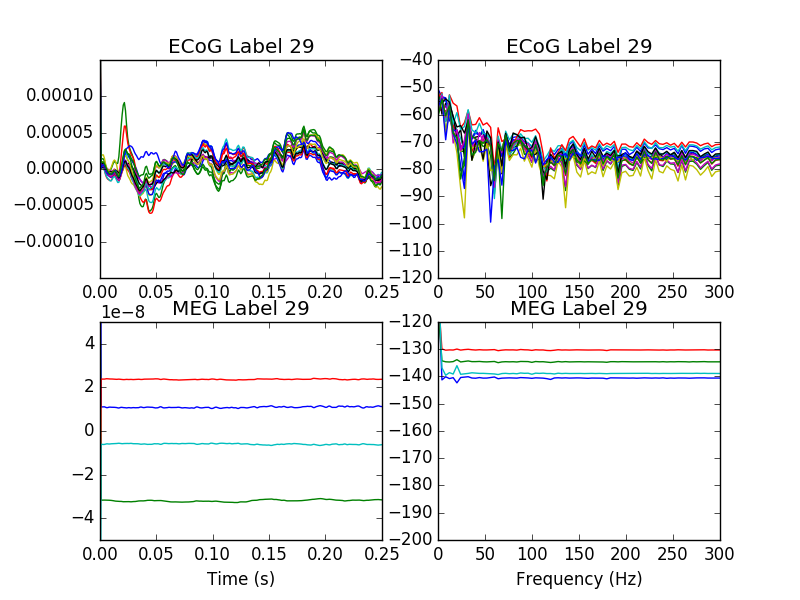 ECoG Label 29
0.00010
0.00005
0.00000
−0.00005
−0.00010
0.00 0.05 0.10 0.15 0.20 0.25
ECoG Label 29
−40
−50
−60
−70
−80
−90
−100
−110
−120
0 50 100 150 200 250 300
MEG Label 29
1e−8
4
2
0
−2
−4
0.00 0.05 0.10 0.15 0.20 0.25
Time (s)
MEG Label 29
−120
−130
−140
−150
−160
−170
−180
−190
−200
0 50 100 150 200 250 300
Frequency (Hz)